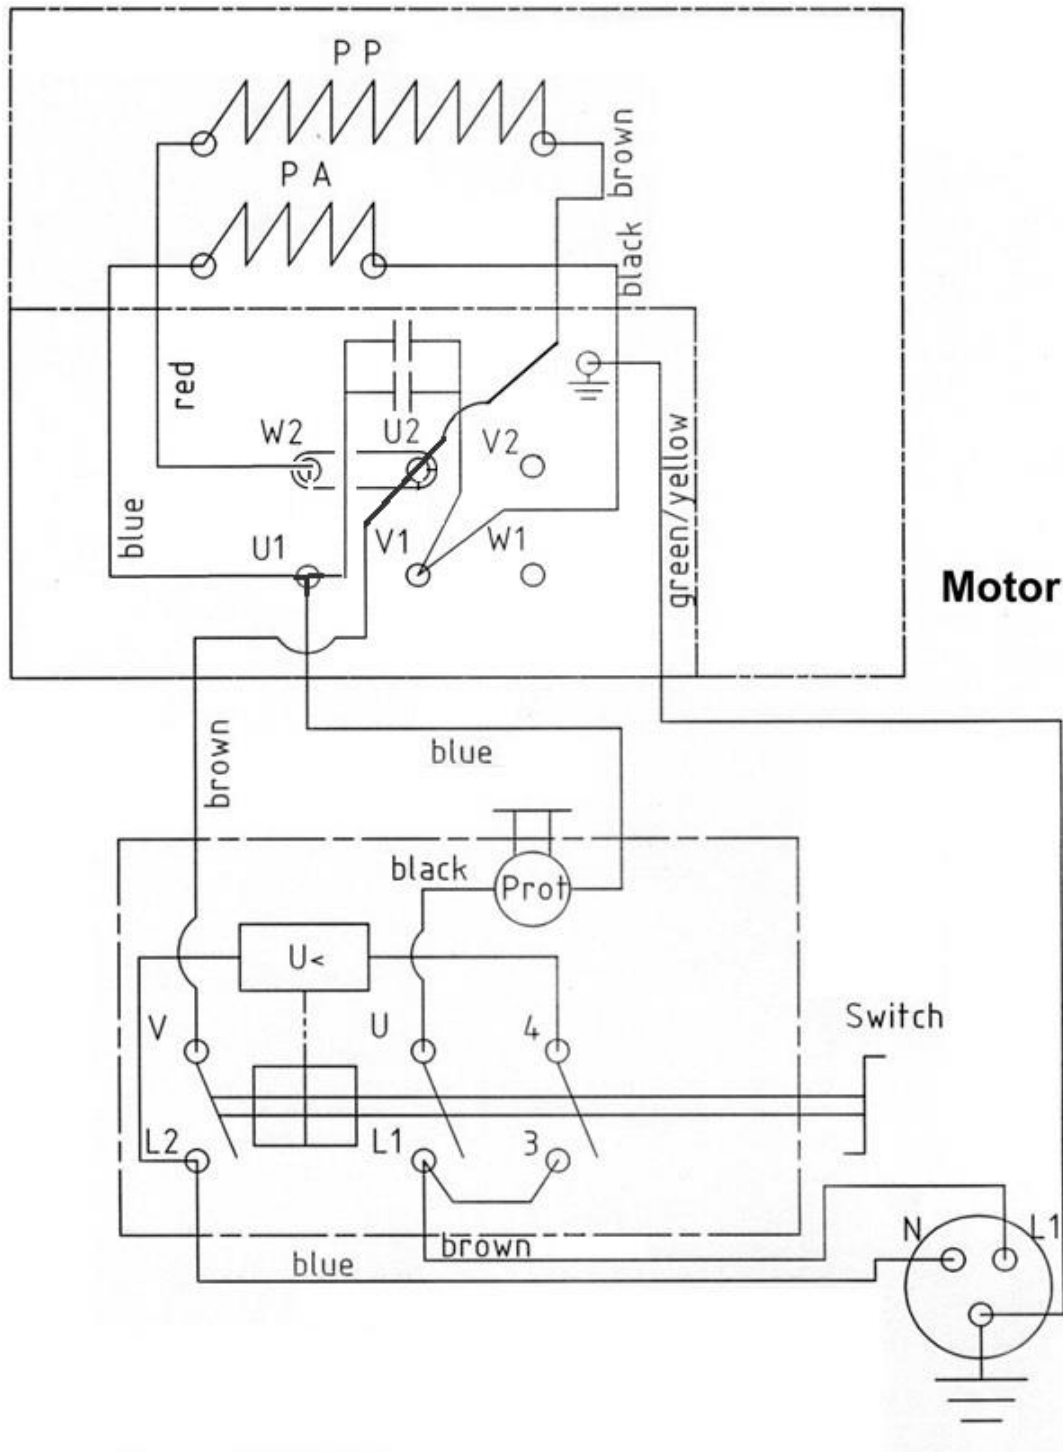 P P
brown
P A
black
red
W2
U2
V2
blue
U1
V1
W1
green/yellow
Motor
brown
blue
black
Prot
U<
V
U
4
Switch
L2
L1
3
N
L1
brown
blue